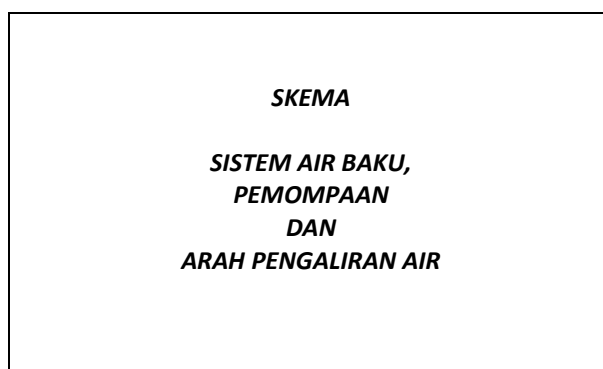 SKEMA
SISTEM AIR BAKU,
PEMOMPAAN
DAN
ARAH PENGALIRAN AIR